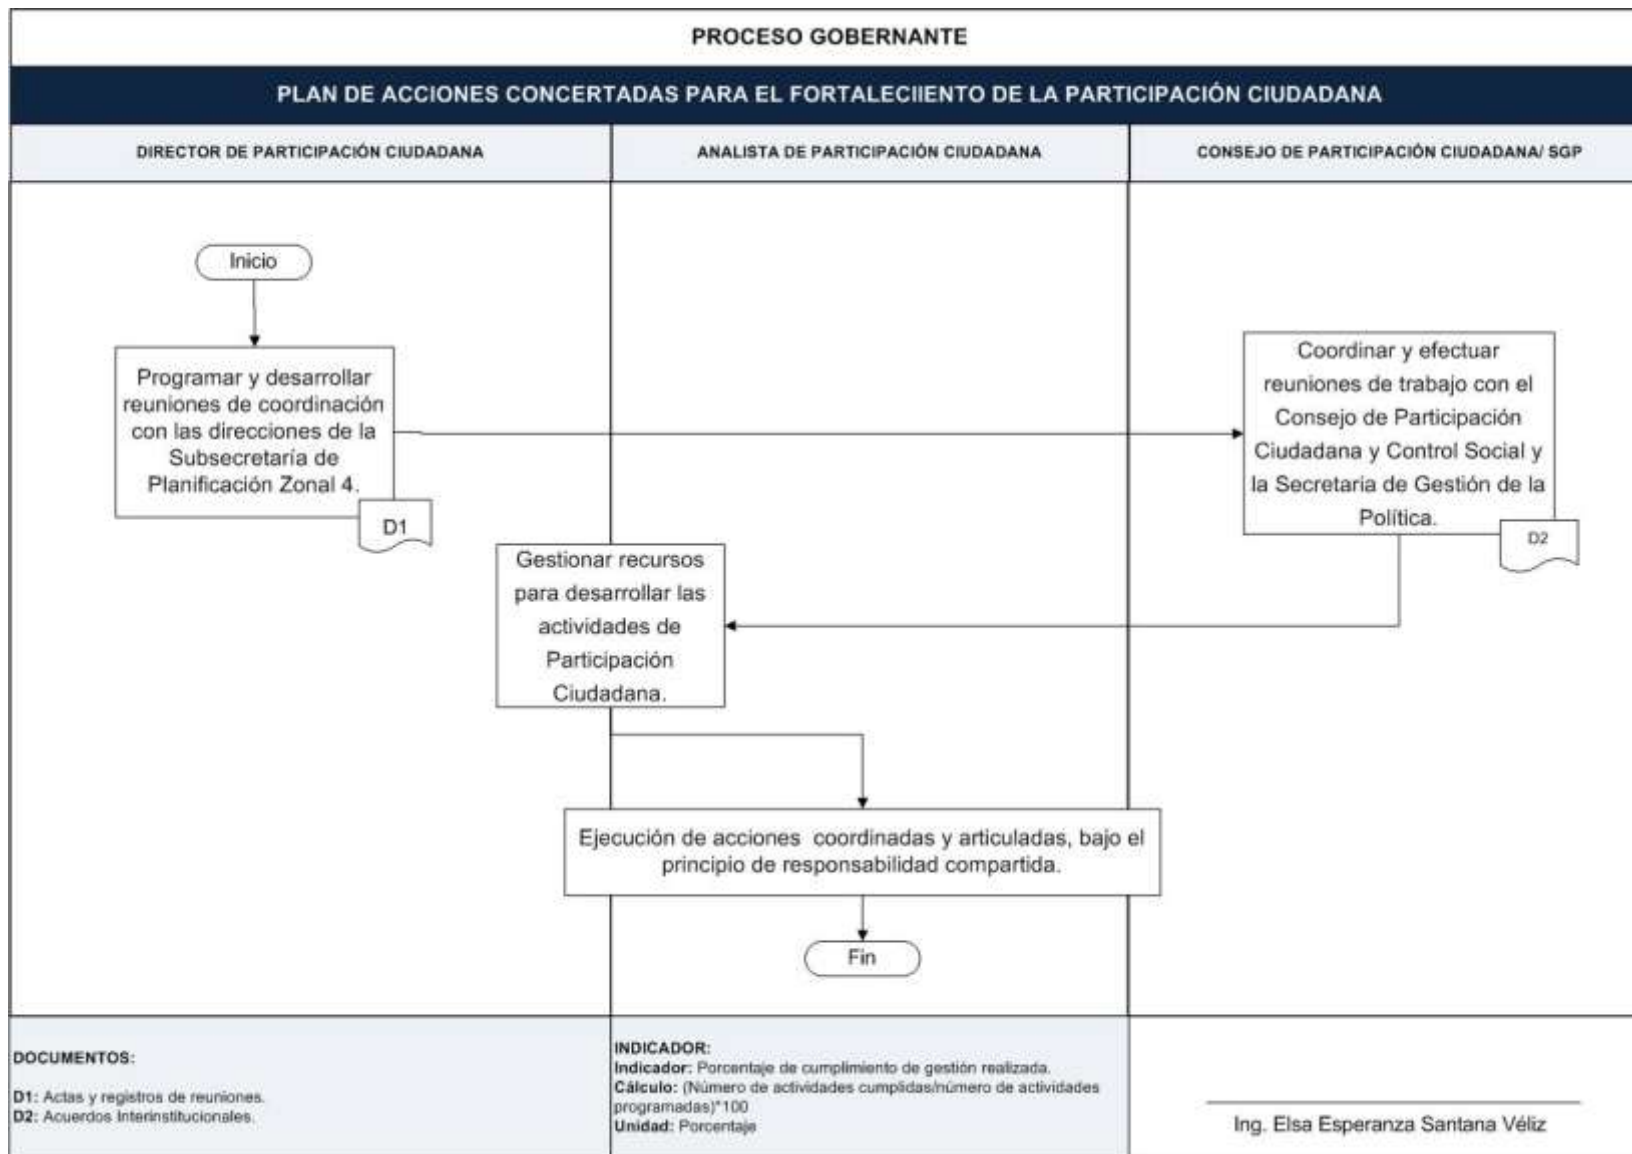 PROCESO GOBERNANTE
PLAN DE ACCIONES CONCERTADAS PARA EL FORTALECIIENTO DE LA PARTICIPACIÓN CIUDADANA
DIRECTOR DE PARTICIPACIÓN CIUDADANA
ANALISTA DE PARTICIPACIÓN CIUDADANA
CONSEJO DE PARTICIPACIÓN CIUDADANA/ SGP
Inicio
Programar y desarrollar
reuniones de coordinación
con las direcciones de la
Subsecretaría de
Planificación Zonal 4.
D1
Coordinar y efectuar
reuniones de trabajo con el
Consejo de Participación
Ciudadana y Control Social y
la Secretaria de Gestión de la
Política.
D2
Gestionar recursos
para desarrollar las
actividades de
Participación
Ciudadana.
Ejecución de acciones coordinadas y articuladas, bajo el
principio de responsabilidad compartida.
Fin
DOCUMENTOS:
D1: Actas y registros de reuniones.
D2: Acuerdos Interinstitucionales.
INDICADOR:
Indicador: Porcentaje de cumplimiento de gestión realizada.
Cálculo: (Número de actividades cumplidas/número de actividades
programadas)*100
Unidad: Porcentaje
Ing. Elsa Esperanza Santana Véliz